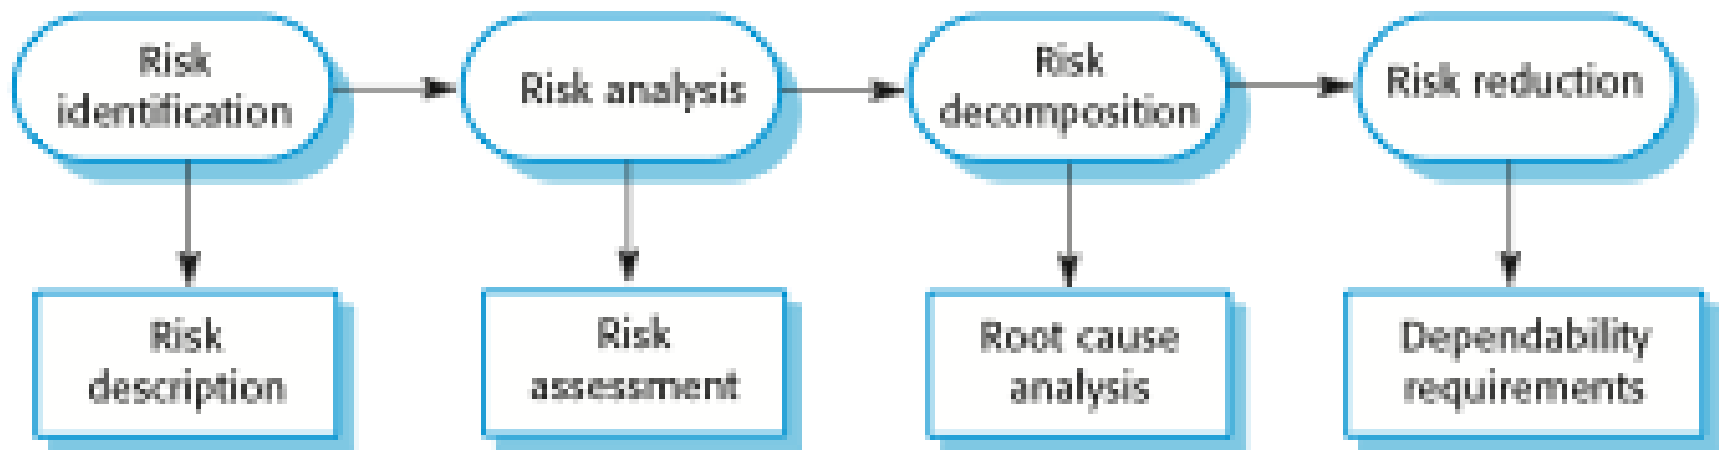 Risk
identification
Risk analysis
Risk
decomposition
Risk reduction
Risk
description
Risk
assessment
Root cause
analysis
Dependability
requirements